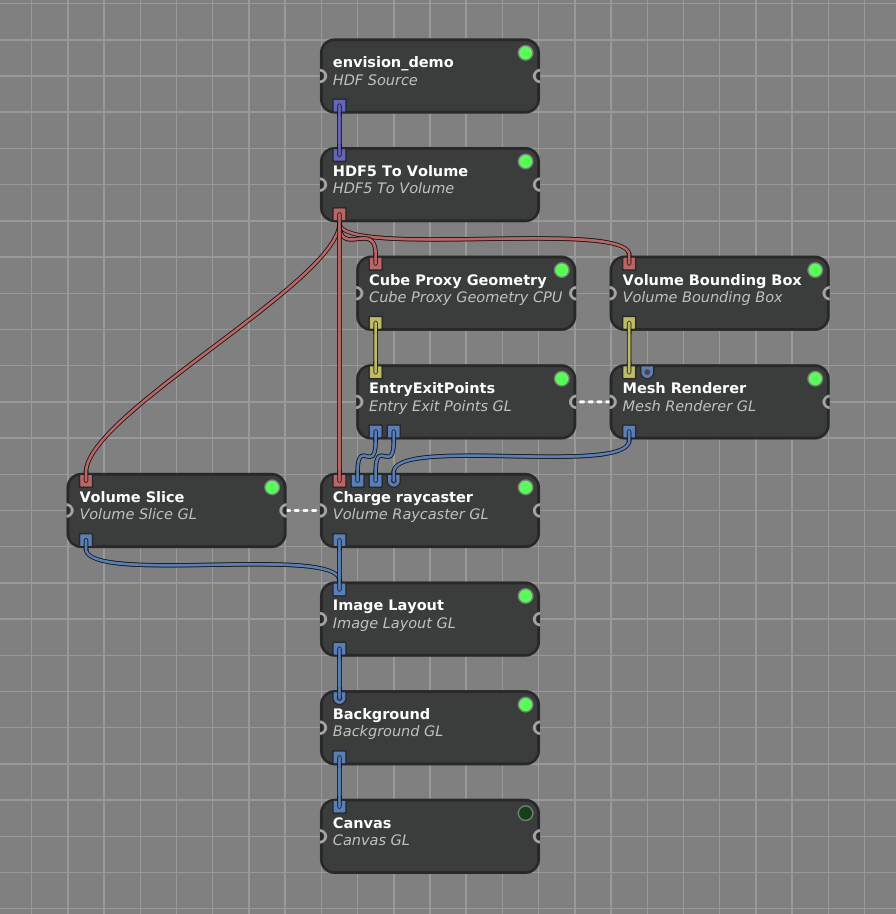 envision_demo
HDF Source
HDF5 To Volume
HDF5 To Volume
Cube Proxy Geometry
Cube Proxy Geometry CPU
Volume Bounding Box
Volume Bounding Box
EntryExitPoints
Entry Exit Points GL
Mesh Renderer
Mesh Renderer GL
Volume Slice
Volume Slice GL
Charge raycaster
Volume Raycaster GL
Image Layout
Image Layout GL
Background
Background GL
Canvas
Canvas GL